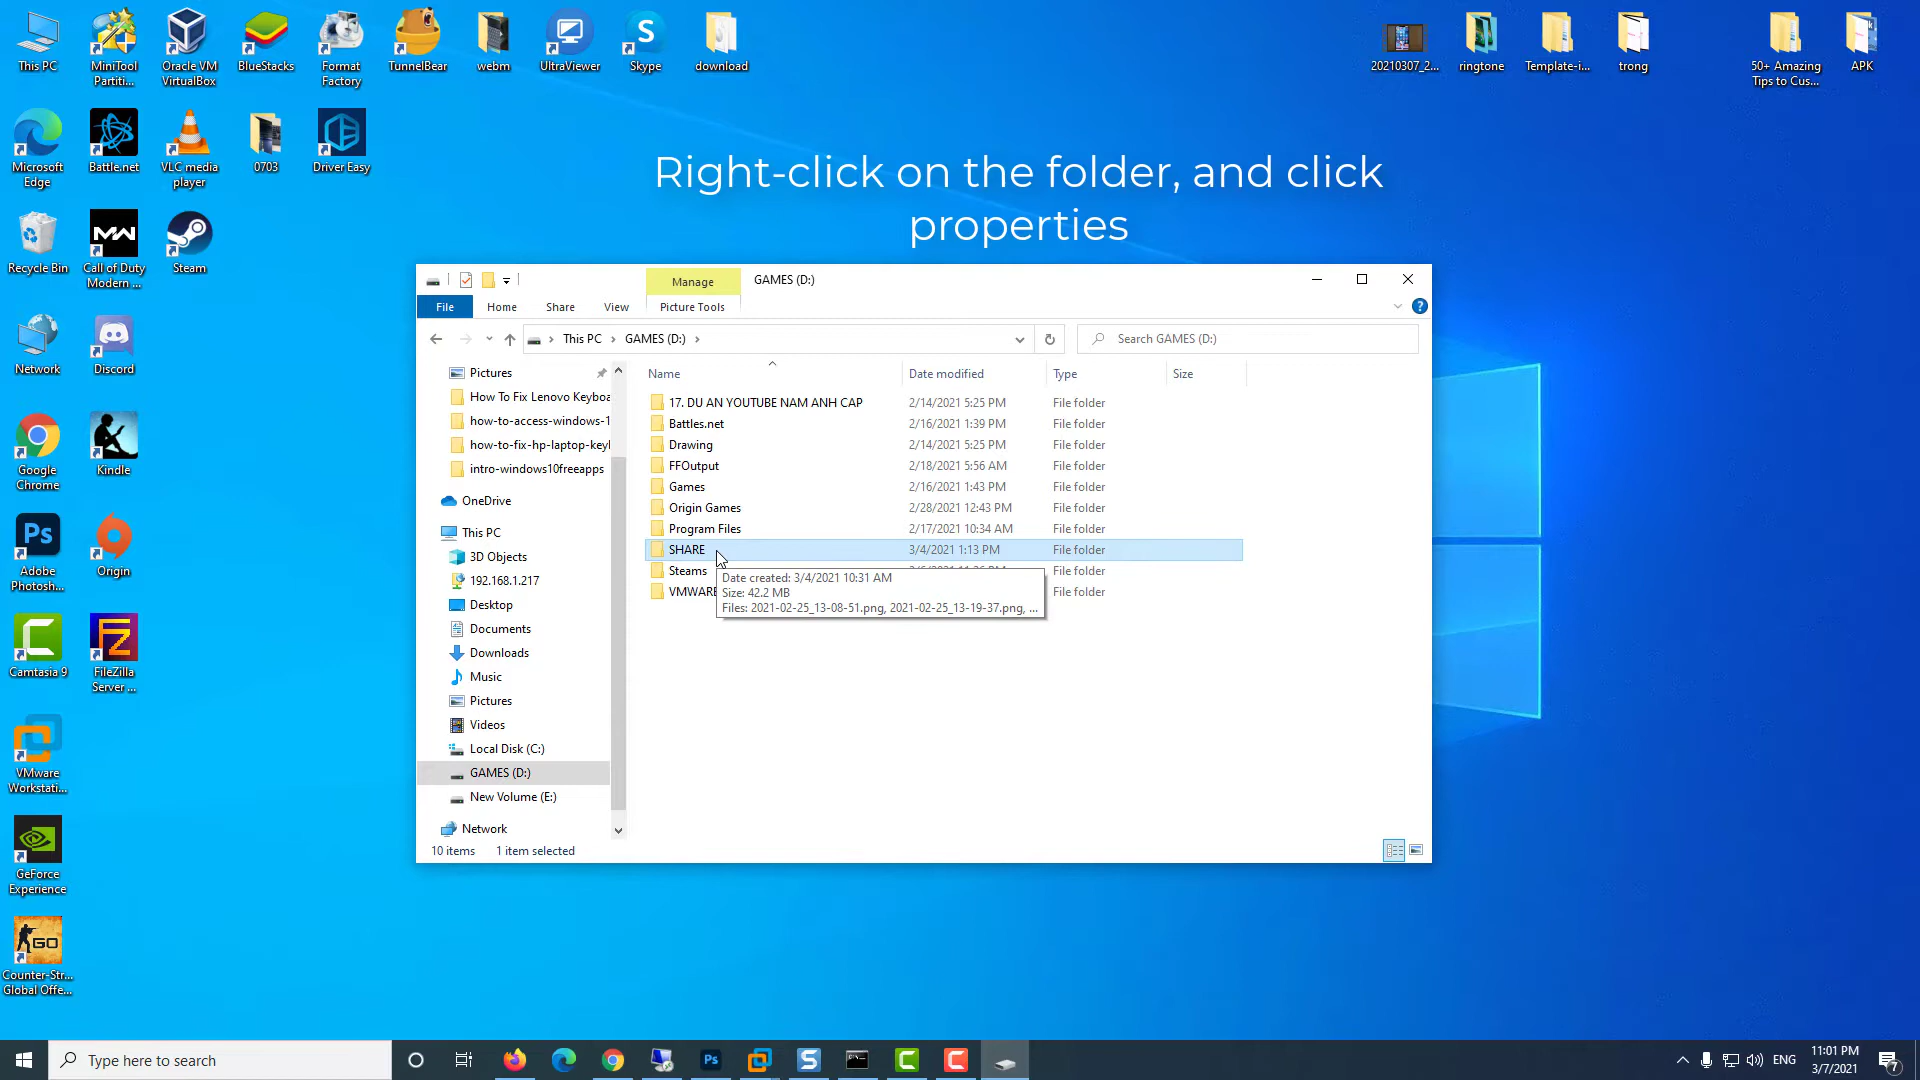 This PC
MiniTool
Partiti...
Oracle VM
VirtualBox
BlueStacks
Format
Factory
TunnelBear
webm
UltraViewer
Skype
download
20210307_2...
ringtone
Template-i...
trong
50+ Amazing
Tips to Cus...
APK
Microsoft
Edge
Battle.net
VLC media
player
0703
Driver Easy
Right-click on the folder, and click
properties
Recycle Bin
Call of Duty
Modern ...
Steam
Network
Discord
Google
Chrome
Kindle
Adobe
Photosh...
Origin
Camtasia 9
FileZilla
Server ...
VMware
Workstati...
GeForce
Experience
Counter-Str...
Global Offe...
Manage
GAMES (D:)
File
Home
Share
View
Picture Tools
This PC
GAMES (D:)
Search GAMES (D:)
Name
Date modified
Type
Size
Pictures
How To Fix Lenovo Keyboa
how-to-access-windows-1
how-to-fix-hp-laptop-keyl
intro-windows10freeapps
OneDrive
This PC
3D Objects
192.168.1.217
Desktop
Documents
Downloads
Music
Pictures
Videos
Local Disk (C:)
GAMES (D:)
New Volume (E:)
Network
17. DU AN YOUTUBE NAM ANH CAP 2/14/2021 5:25 PM File folder
Battles.net 2/16/2021 1:39 PM File folder
Drawing 2/14/2021 5:25 PM File folder
FFOutput 2/18/2021 5:56 AM File folder
Games 2/16/2021 1:43 PM File folder
Origin Games 2/28/2021 12:43 PM File folder
Program Files 2/17/2021 10:34 AM File folder
SHARE 3/4/2021 1:13 PM File folder
Steams File folder
VMWARE File folder
Date created: 3/4/2021 10:31 AM
Size: 42.2 MB
Files: 2021-02-25_13-08-51.png, 2021-02-25_13-19-37.png, ...
10 items
1 item selected
Type here to search
Ps
ENG
11:01 PM
3/7/2021
7